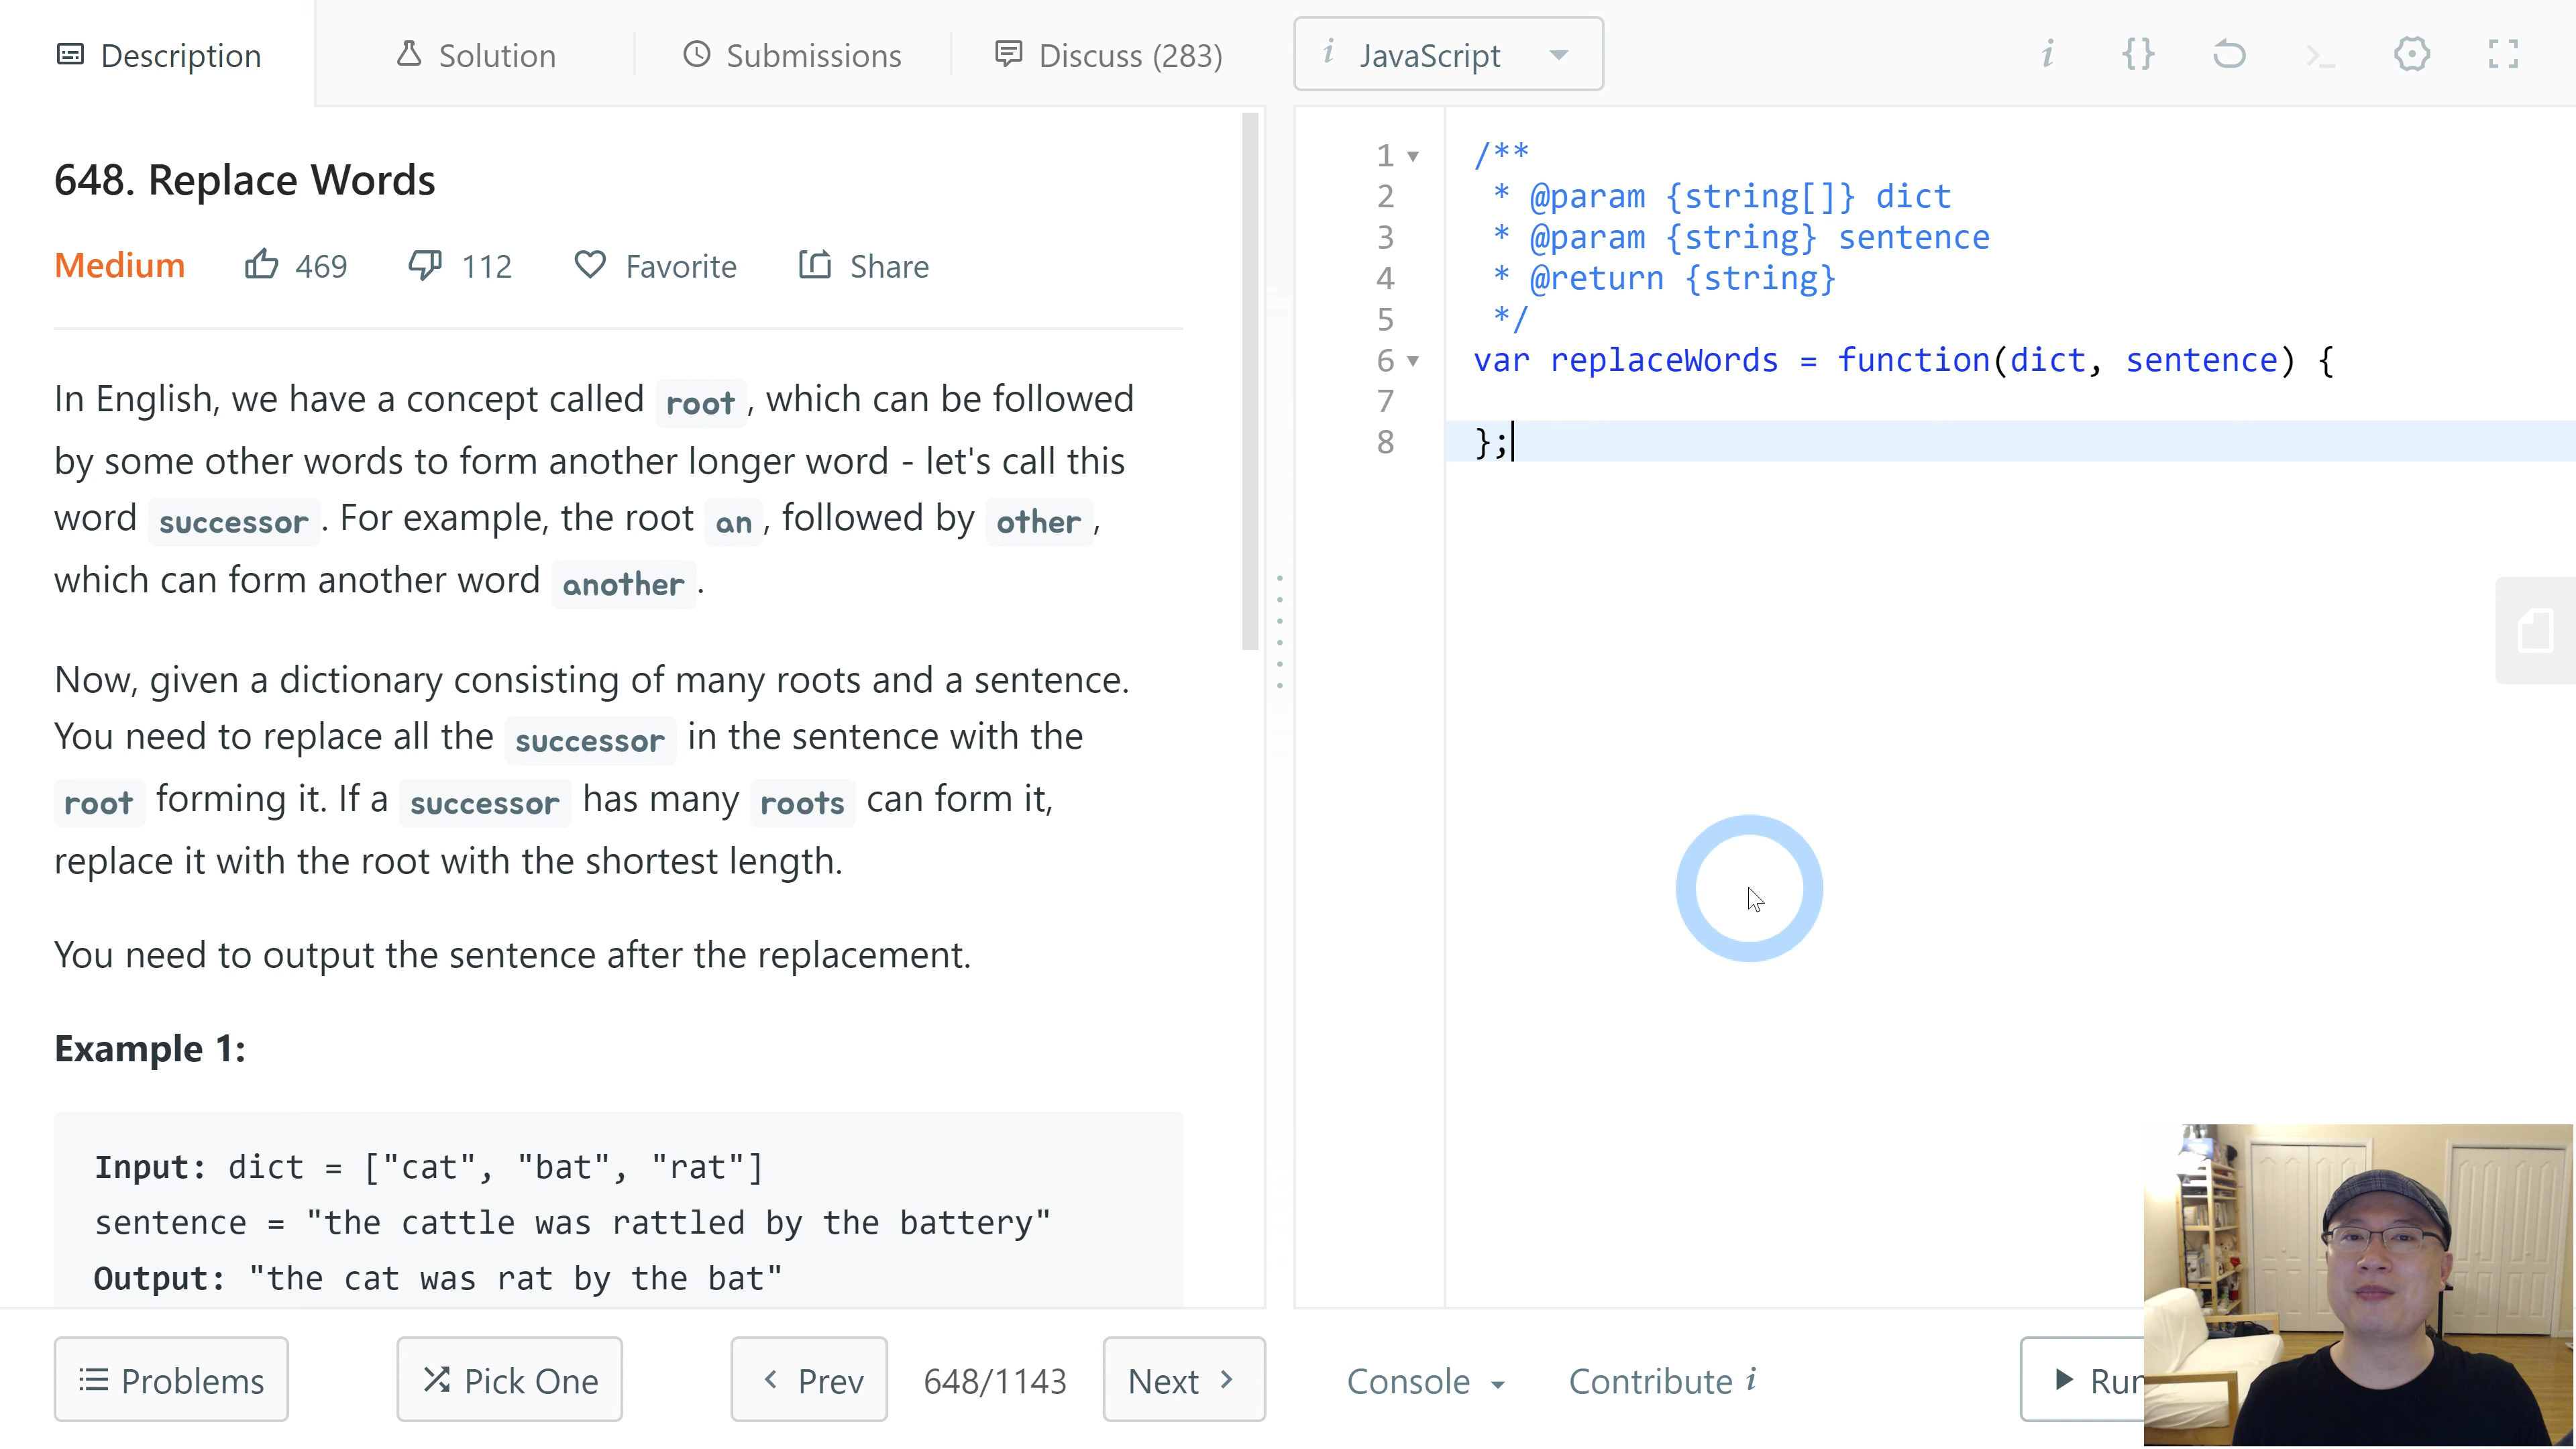 Description
Solution
Submissions
Discuss (283)
i JavaScript
i {} >_
648. Replace Words
Medium 469 112 Favorite Share
In English, we have a concept called root, which can be followed
by some other words to form another longer word - let's call this
word successor. For example, the root an, followed by other,
which can form another word another.
Now, given a dictionary consisting of many roots and a sentence.
You need to replace all the successor in the sentence with the
root forming it. If a successor has many roots can form it,
replace it with the root with the shortest length.
You need to output the sentence after the replacement.
Example 1:
Input: dict = ["cat", "bat", "rat"]
sentence = "the cattle was rattled by the battery"
Output: "the cat was rat by the bat"
Problems
Pick One
Prev
648/1143
Next
1 /**
2 * @param {string[]} dict
3 * @param {string} sentence
4 * @return {string}
5 */
6 var replaceWords = function(dict, sentence) {
7
8 };
Console
Contribute i
Run